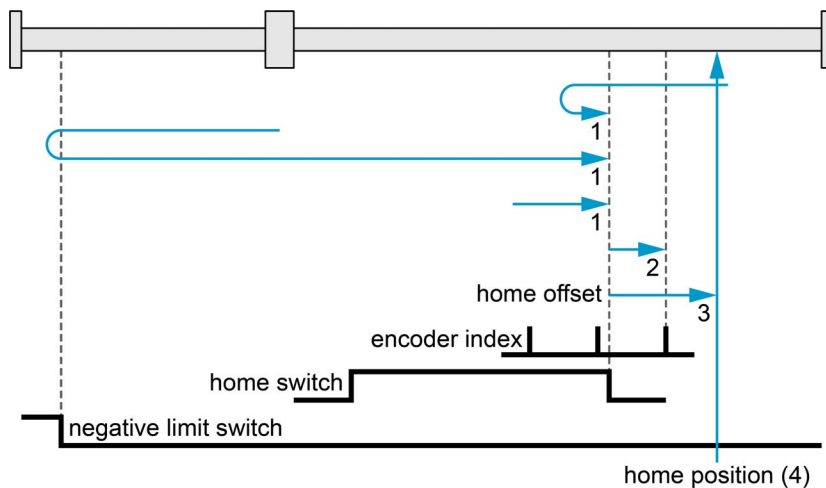 1
1
1
2
home offset
3
encoder index
home switch
negative limit switch
home position (4)